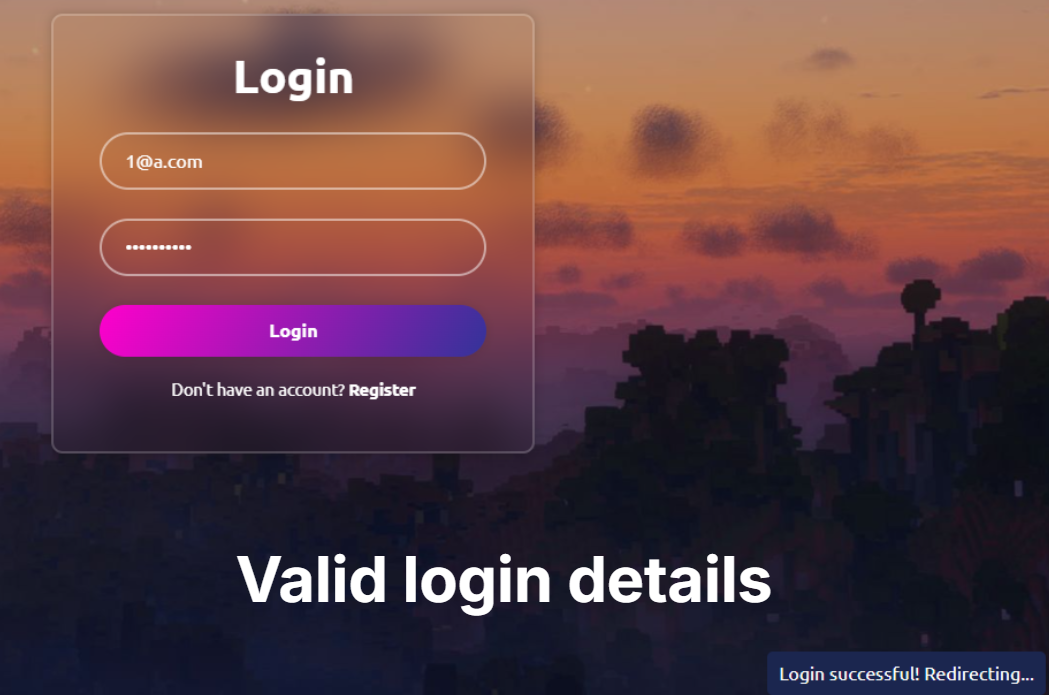 Login
1@a.com
••••••••••
Login
Don't have an account? Register
Valid login details
Login successful! Redirecting...